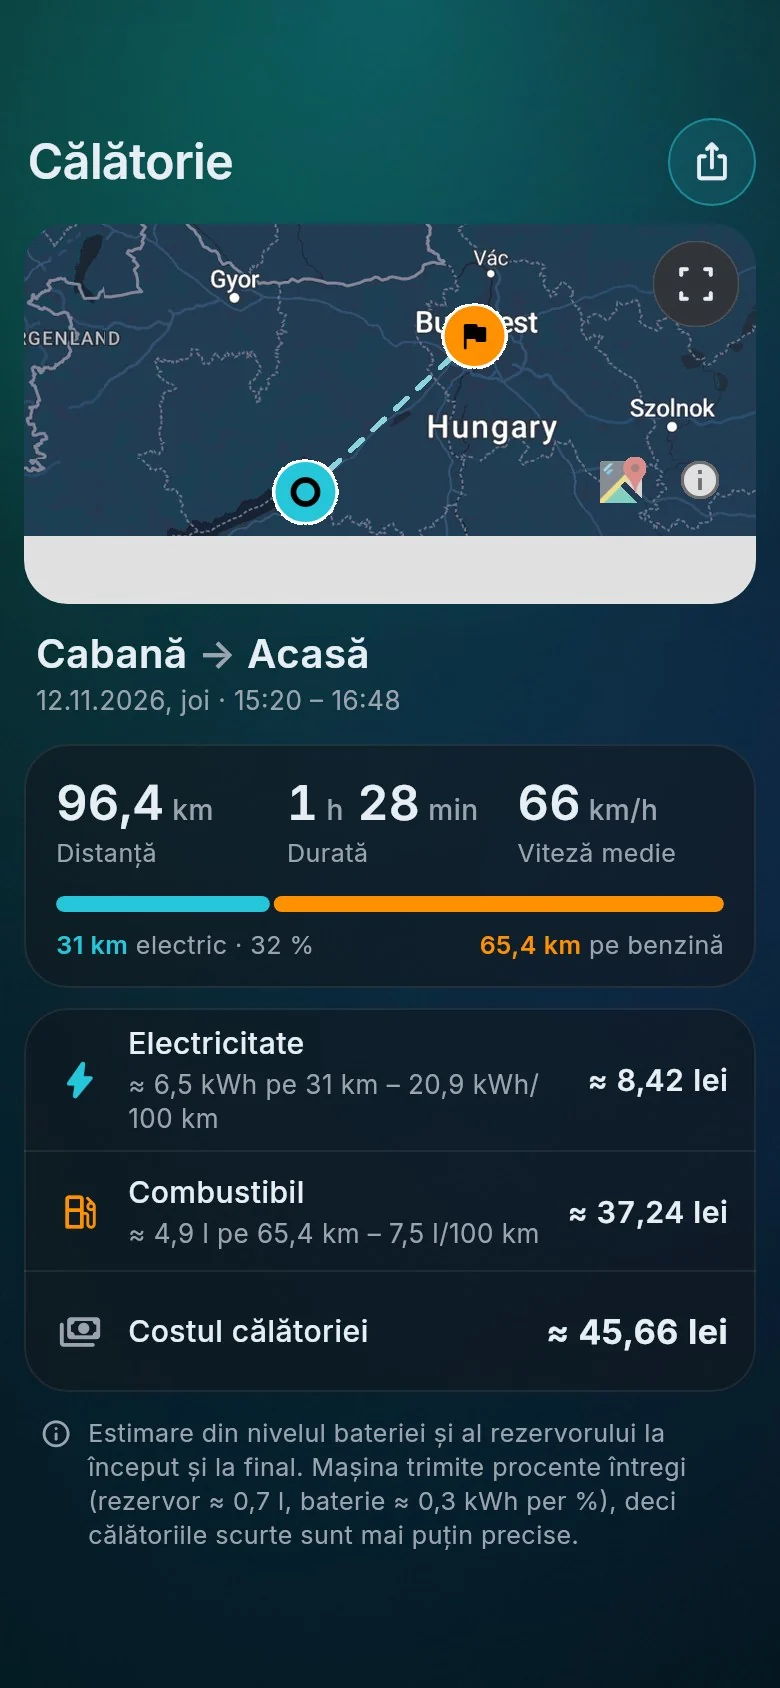 Călătorie
Vác
Gyor
RGENLAND
Szolnok
Hungary
Cabană → Acasă
12.11.2026, joi · 15:20 – 16:48
96,4 km 1 h 28 min 66 km/h
Distanță Durată Viteză medie
31 km electric · 32 % 65,4 km pe benzină
Electricitate
≈ 6,5 kWh pe 31 km – 20,9 kWh/
100 km
≈ 8,42 lei
Combustibil
≈ 4,9 l pe 65,4 km – 7,5 l/100 km
≈ 37,24 lei
Costul călătoriei ≈ 45,66 lei
Estimare din nivelul bateriei și al rezervorului la
început și la final. Mașina trimite procente întregi
(rezervor ≈ 0,7 l, baterie ≈ 0,3 kWh per %), deci
călătoriile scurte sunt mai puțin precise.